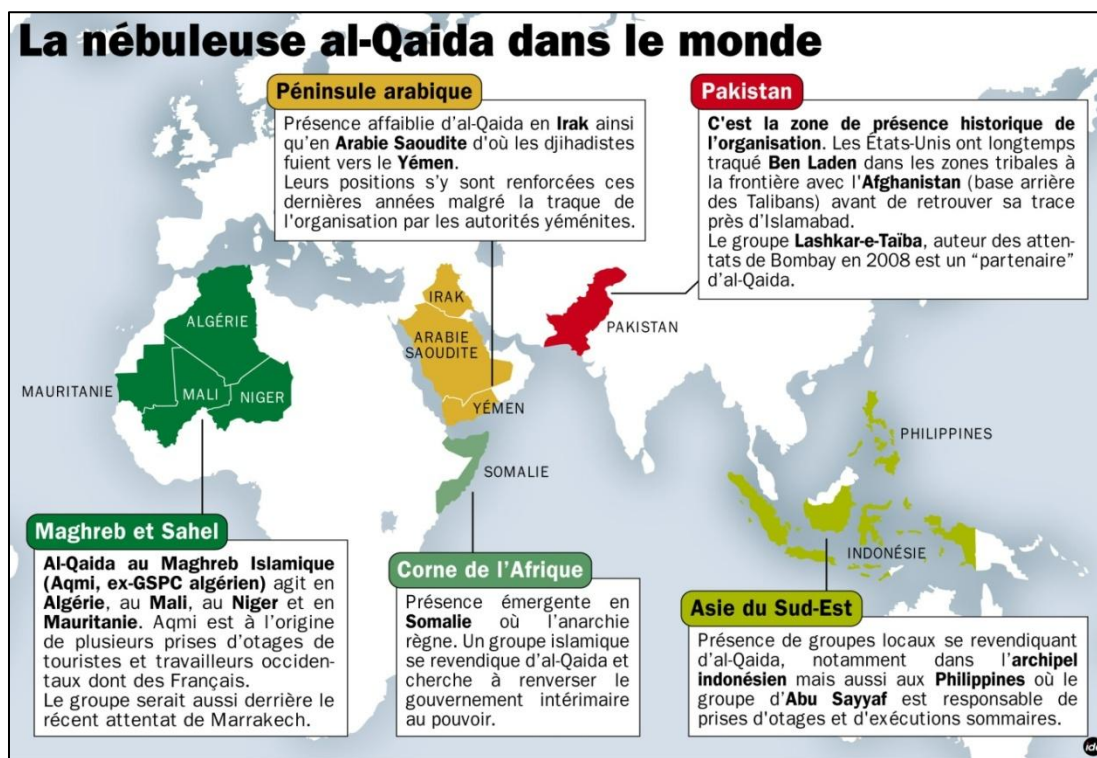 La nébuleuse al-Qaida dans le monde
Péninsule arabique
Présence affaiblie d'al-Qaida en Irak ainsi
qu'en Arabie Saoudite d'où les djihadistes
fuient vers le Yémen.
Leurs positions s'y sont renforcées ces
dernières années malgré la traque de
l'organisation par les autorités yéménites.
Pakistan
C'est la zone de présence historique de
l'organisation. Les États-Unis ont longtemps
traqué Ben Laden dans les zones tribales à
la frontière avec l'Afghanistan (base arrière
des Talibans) avant de retrouver sa trace
près d'Islamabad.
Le groupe Lashkar-e-Taïba, auteur des atten-
tats de Bombay en 2008 est un “partenaire”
d'al-Qaida.
ALGÉRIE
MAURITANIE
MALI
NIGER
IRAK
ARABIE
SAOUDITE
YÉMEN
SOMALIE
PAKISTAN
PHILIPPINES
INDONÉSIE
Maghreb et Sahel
Al-Qaida au Maghreb Islamique
(Aqmi, ex-GSPC algérien) agit en
Algérie, au Mali, au Niger et en
Mauritanie. Aqmi est à l'origine
de plusieurs prises d'otages de
touristes et travailleurs occiden-
taux dont des Français.
Le groupe serait aussi derrière le
récent attentat de Marrakech.
Corne de l'Afrique
Présence émergente en
Somalie où l'anarchie
règne. Un groupe islamique
se revendique d'al-Qaida et
cherche à renverser le
gouvernement intérimaire
au pouvoir.
Asie du Sud-Est
Présence de groupes locaux se revendiquant
d'al-Qaida, notamment dans l'archipel
indonésien mais aussi aux Philippines où le
groupe d'Abu Sayyaf est responsable de
prises d'otages et d'exécutions sommaires.
idé